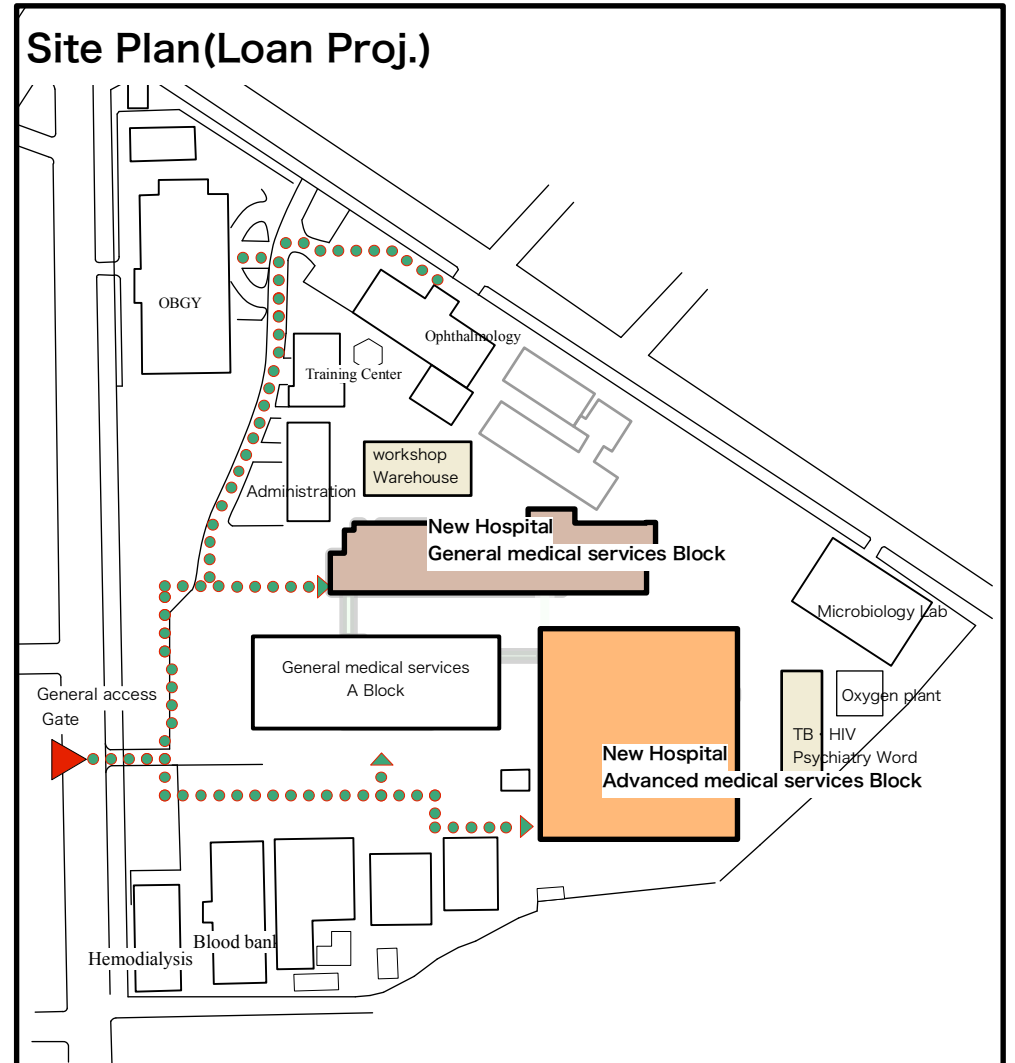 Site Plan(Loan Proj.)
OBGY
Ophthalmology
Training Center
workshop
Warehouse
Administration
New Hospital
General medical services Block
Microbiology Lab
General medical services
A Block
General access
Gate
Oxygen plant
TB・HIV
Psychiatry Word
New Hospital
Advanced medical services Block
Blood bank
Hemodialysis